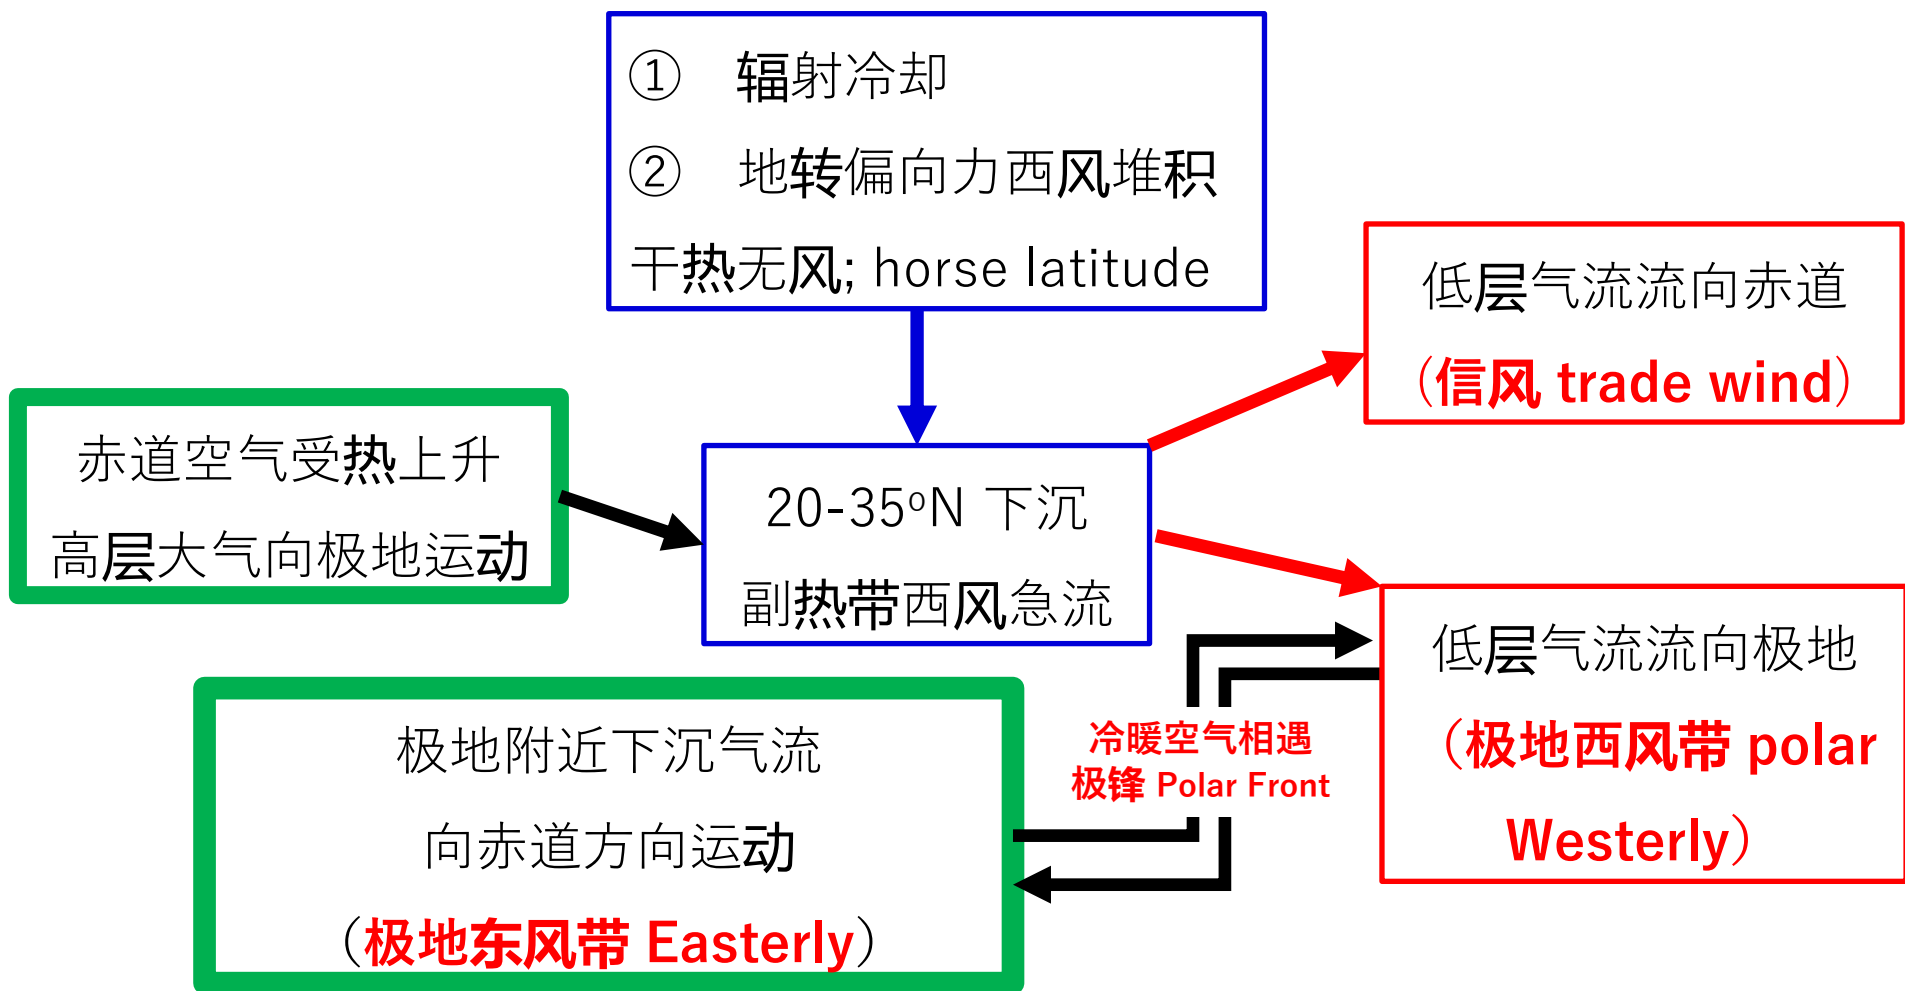 ① 辐射冷却
② 地转偏向力西风堆积
干热无风; horse latitude
低层气流流向赤道
(信风 trade wind)
赤道空气受热上升
高层大气向极地运动
20-35ºN 下沉
副热带西风急流
低层气流流向极地
（极地西风带 polar
Westerly）
冷暖空气相遇
极锋 Polar Front
极地附近下沉气流
向赤道方向运动
（极地东风带 Easterly）